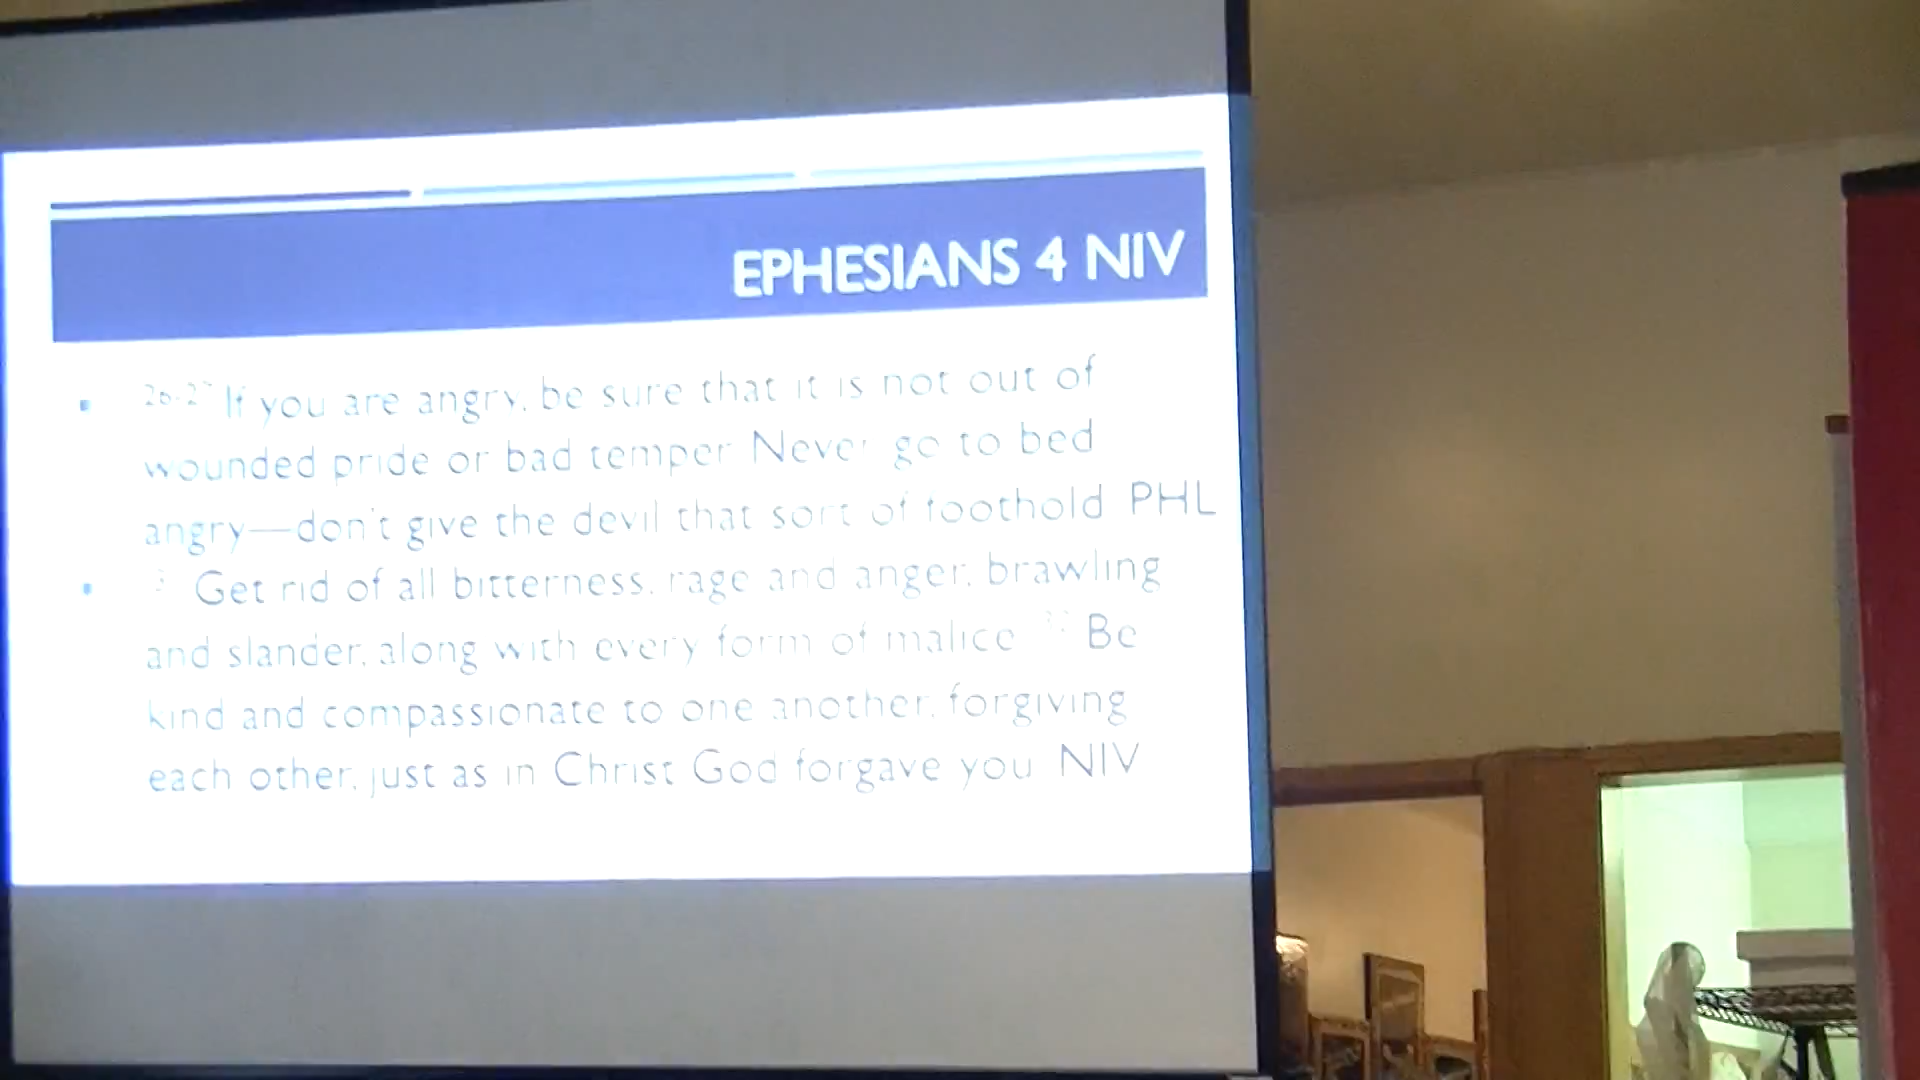 EPHESIANS 4 NIV
▪ 26-27 If you are angry, be sure that it is not out of
wounded pride or bad temper Never go to bed
angry—don't give the devil that sort of foothold PHL
▪ Get rid of all bitterness, rage and anger, brawling
and slander, along with every form of malice Be
kind and compassionate to one another, forgiving
each other, just as in Christ God forgave you NIV